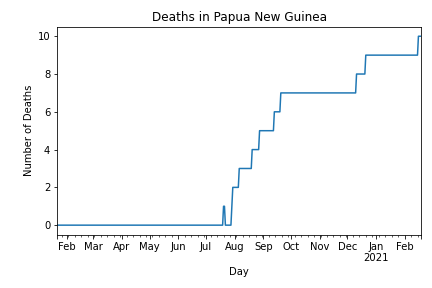 Deaths in Papua New Guinea
10
8
6
4
2
0
Number of Deaths
Feb Mar Apr May Jun Jul Aug Sep Oct Nov Dec Jan Feb
2021
Day